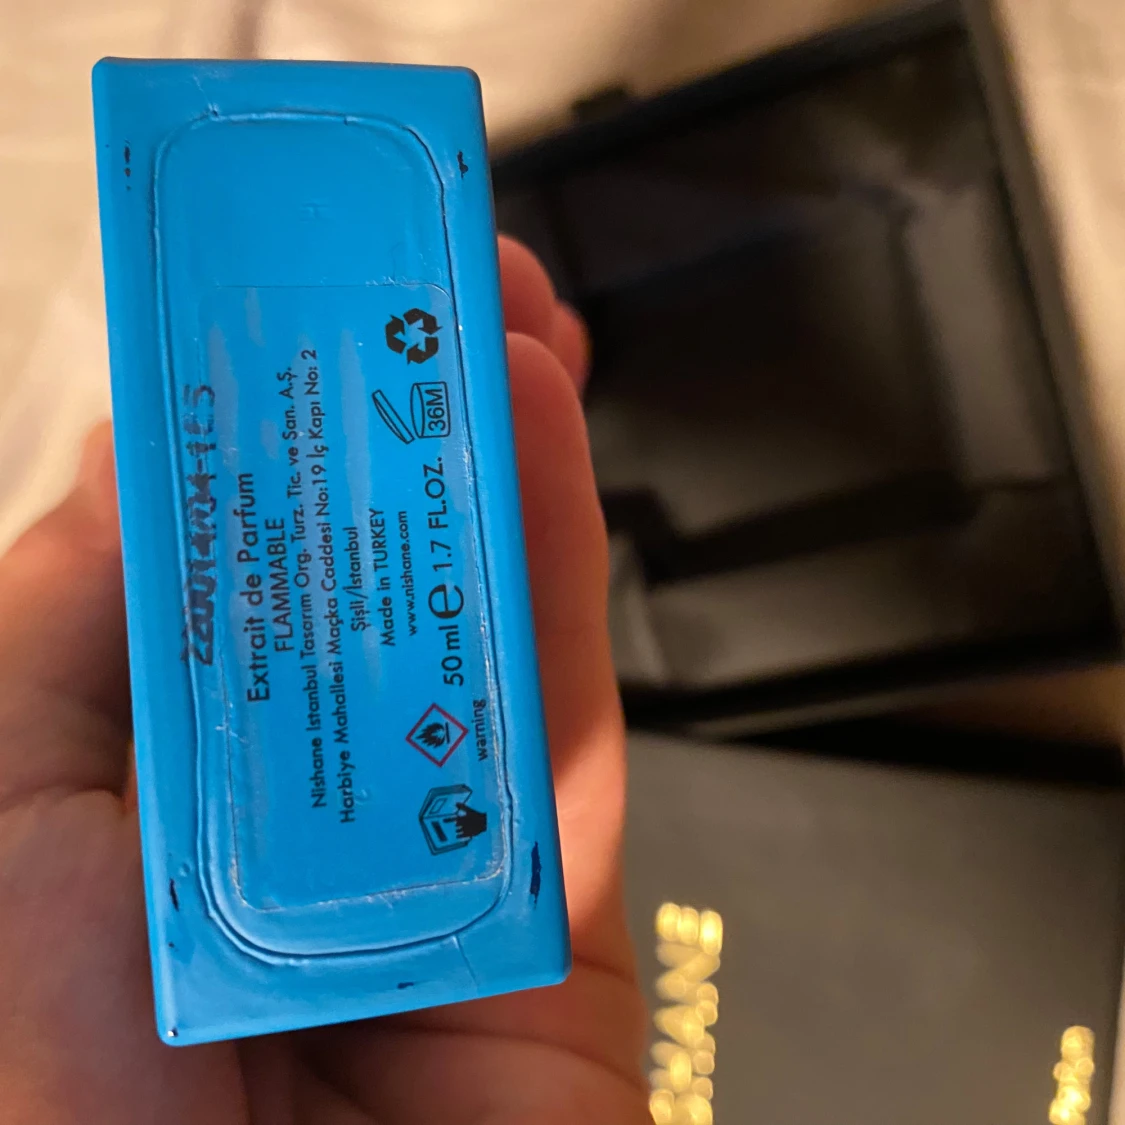 Extrait de Parfum
FLAMMABLE
Nishane İstanbul Tasarım Org. Turz. Tic. ve San. A.Ş.
Harbiye Mahallesi Maçka Caddesi No:19 İç Kapı No: 2
Şişli/İstanbul
Made in TURKEY
www.nishane.com
50 ml e 1.7 FL.OZ.
36M
warning